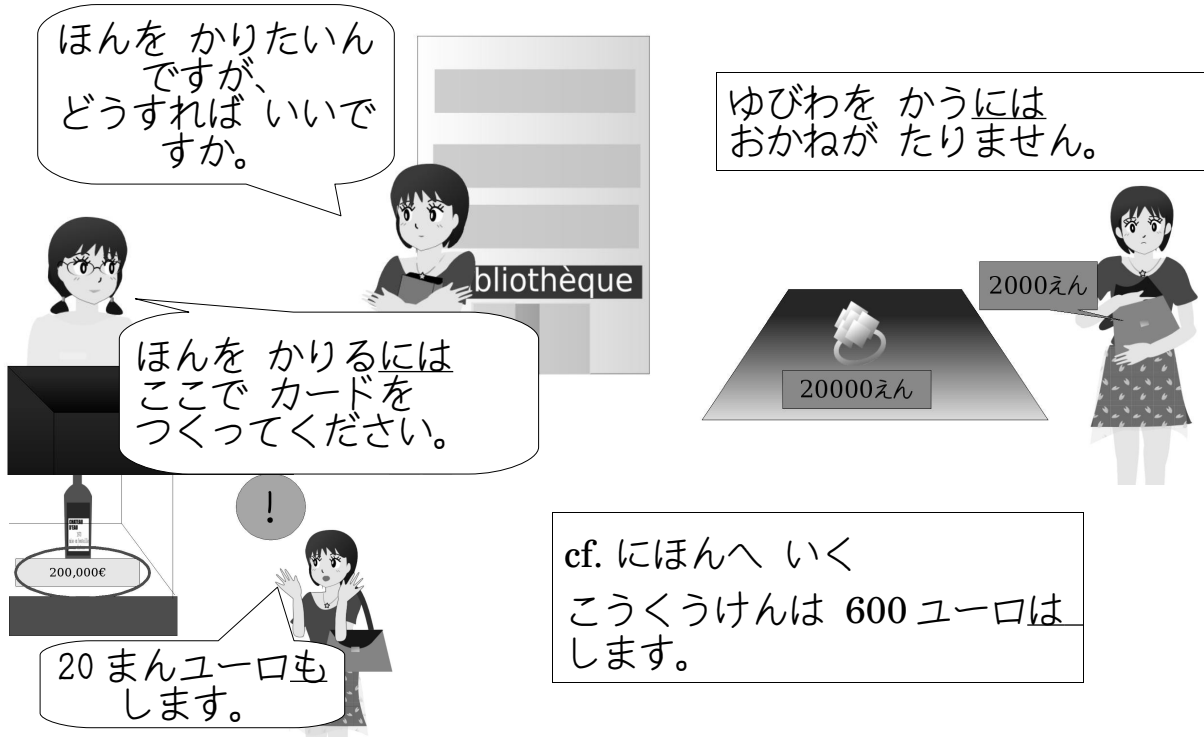 ほんを かりたいん
ですが、
どうすれば いいで
すか。
bliothèque
ほんを かりるには
ここで カードを
つくってください。
ゆびわを かうには
おかねが たりません。
2000えん
20000えん
CHATEAU
D'EAU
200,000€
!
20 まんユーロも
します。
cf. にほんへ いく
こうくうけんは 600 ユーロは
します。